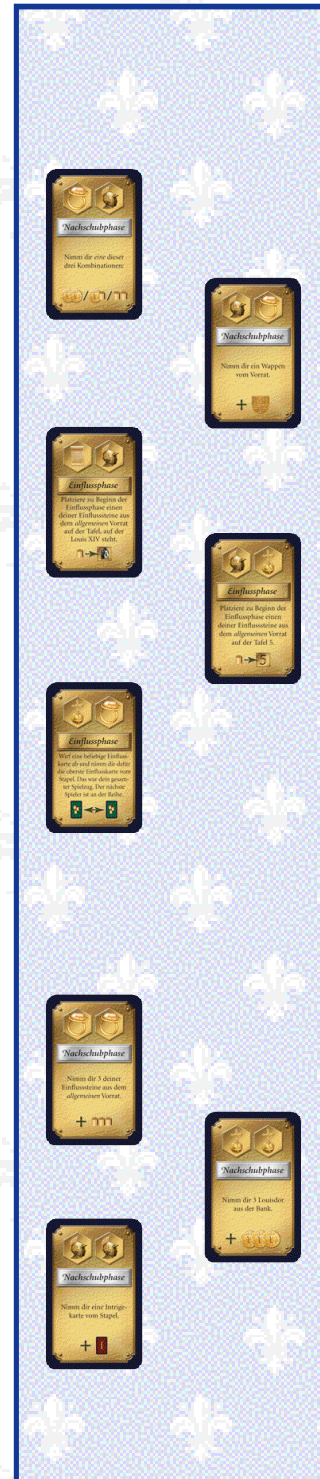 Nachschubphase
Nimm dir eine dieser
drei Kombinationen:
/ / 
Nachschubphase
Nimm dir ein Wappen
vom Vorrat.
+
Einflussphase
Platziere zu Beginn der
Einflussphase einen
deiner Einflusssteine aus
dem allgemeinen Vorrat
auf der Tafel, auf der
Louis XIV steht.
Einflussphase
Platziere zu Beginn der
Einflussphase einen
deiner Einflusssteine aus
dem allgemeinen Vorrat
auf der Tafel 5.
5
Einflussphase
Wirf eine beliebige Einfluss-
karte ab und nimm dir dafür
die oberste Einflusskarte vom
Stapel. Das war dein gesam-
ter Spielzug. Der nächste
Spieler ist an der Reihe.
Nachschubphase
Nimm dir 3 deiner
Einflusssteine aus dem
allgemeinen Vorrat.
+
Nachschubphase
Nimm dir 3 Louisdor
aus der Bank.
+
Nachschubphase
Nimm dir eine Intrige-
karte vom Stapel.
+ I